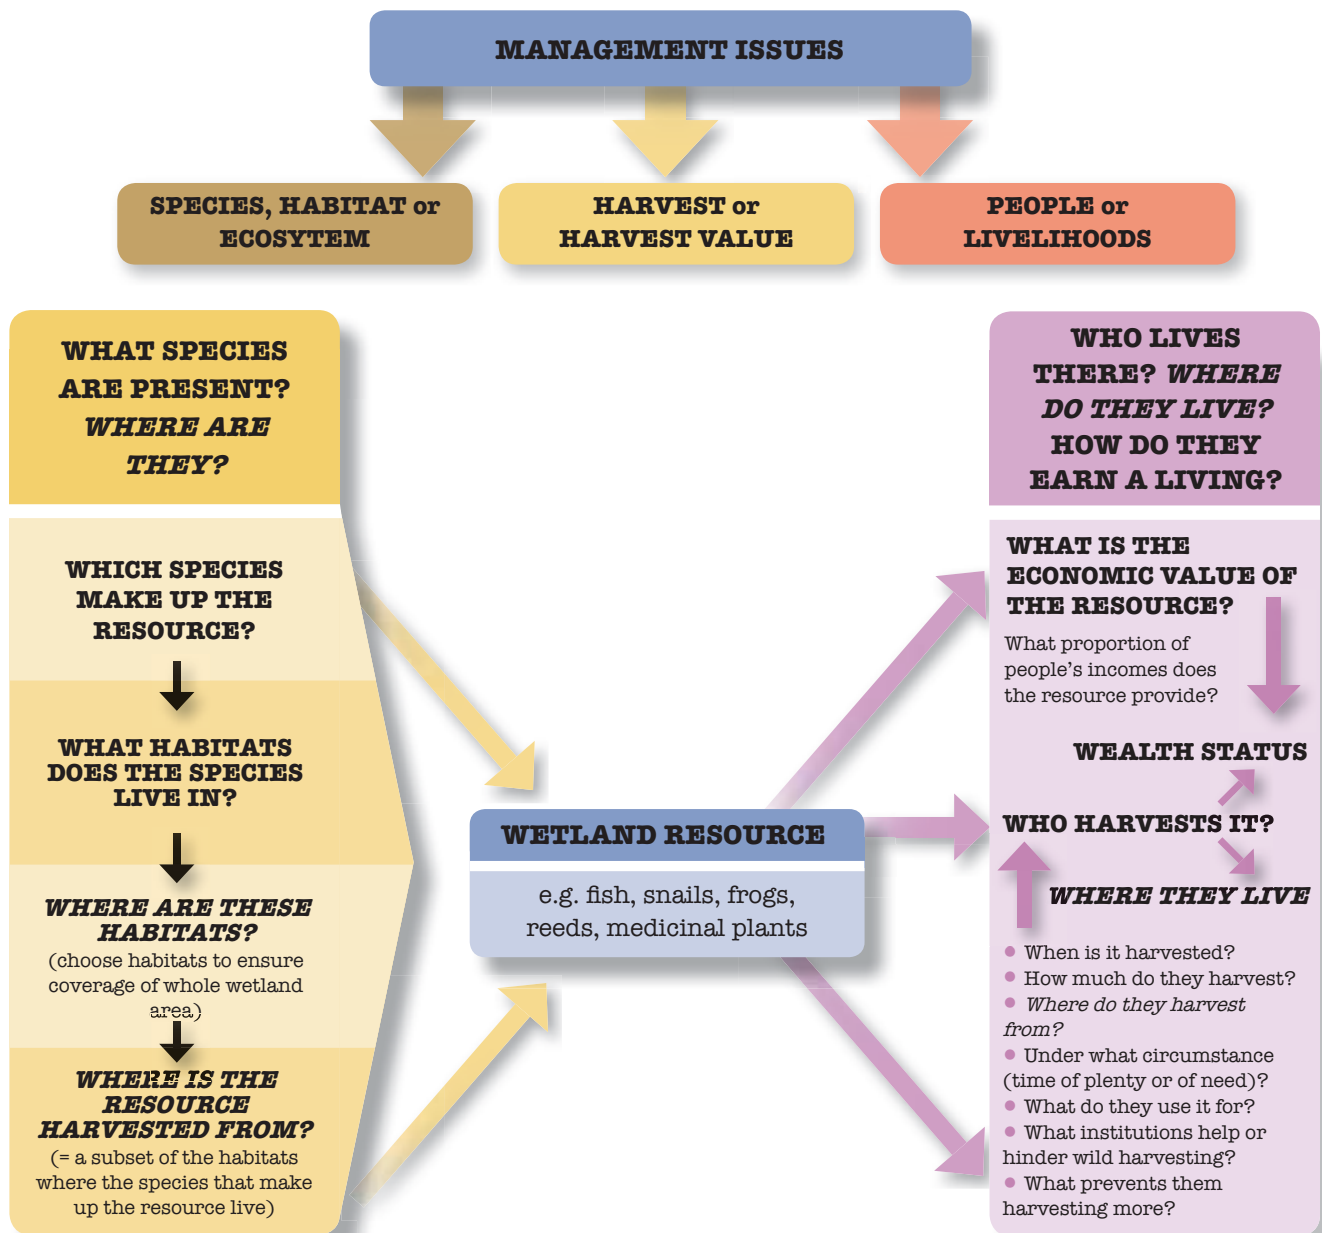 MANAGEMENT ISSUES
SPECIES, HABITAT or
ECOSYTEM
HARVEST or
HARVEST VALUE
PEOPLE or
LIVELIHOODS
WHAT SPECIES
ARE PRESENT?
WHERE ARE
THEY?
WHICH SPECIES
MAKE UP THE
RESOURCE?
WHAT HABITATS
DOES THE SPECIES
LIVE IN?
WHERE ARE THESE
HABITATS?
(choose habitats to ensure
coverage of whole wetland
area)
WHERE IS THE
RESOURCE
HARVESTED FROM?
(= a subset of the habitats
where the species that make
up the resource live)
WETLAND RESOURCE
e.g. fish, snails, frogs,
reeds, medicinal plants
WHO LIVES
THERE? WHERE
DO THEY LIVE?
HOW DO THEY
EARN A LIVING?
WHAT IS THE
ECONOMIC VALUE OF
THE RESOURCE?
What proportion of
people's incomes does
the resource provide?
WEALTH STATUS
WHO HARVESTS IT?
WHERE THEY LIVE
• When is it harvested?
• How much do they harvest?
• Where do they harvest
from?
• Under what circumstance
(time of plenty or of need)?
• What do they use it for?
• What institutions help or
hinder wild harvesting?
• What prevents them
harvesting more?